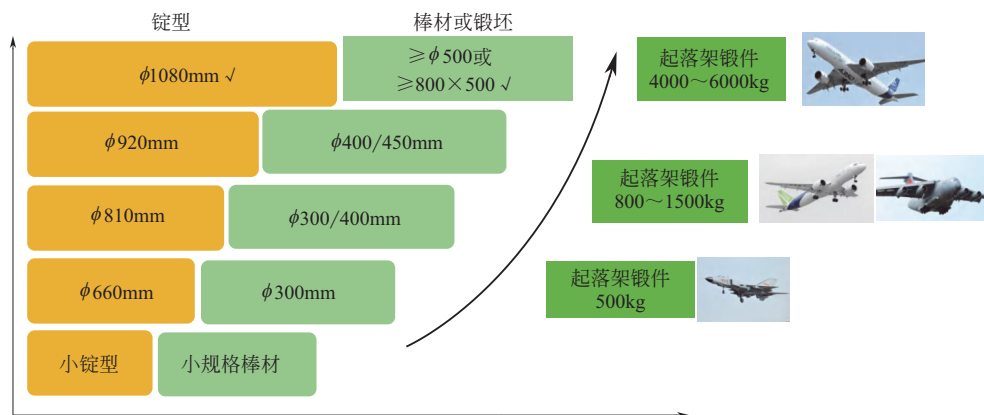 锭型
棒材或锻坯
ϕ1080mm √
≥ϕ500或
≥800×500 √
起落架锻件
4000～6000kg
ϕ920mm
ϕ400/450mm
起落架锻件
800～1500kg
ϕ810mm
ϕ300/400mm
ϕ660mm
ϕ300mm
起落架锻件
500kg
小锭型
小规格棒材